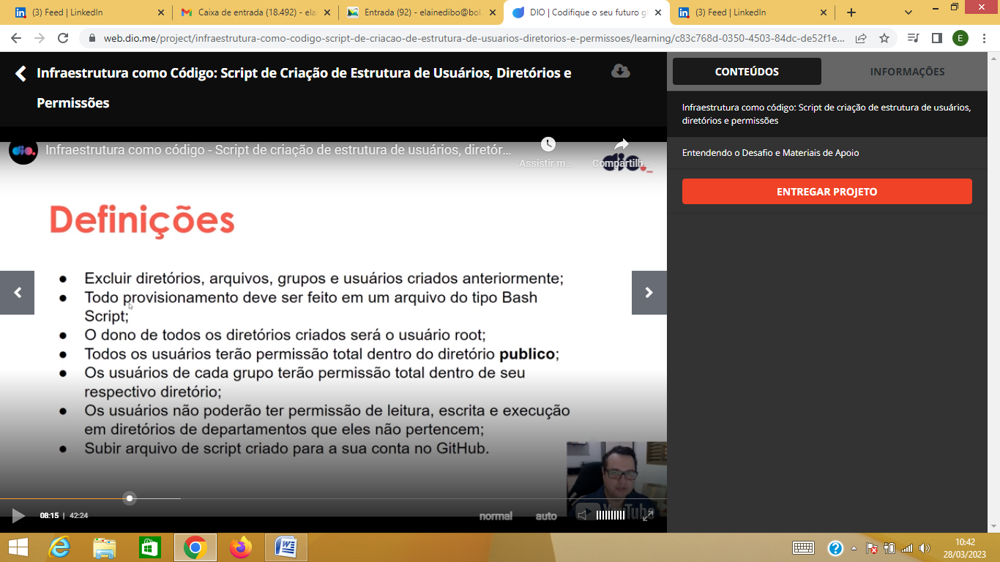 (3) Feed | LinkedIn
Caixa de entrada (18.492) - ela
Entrada (92) - elainedibo@bol.
DIO | Codifique o seu futuro gl
(3) Feed | LinkedIn
web.dio.me/project/infraestrutura-como-codigo-script-de-criacao-de-estrutura-de-usuarios-diretorios-e-permissoes/learning/c83c768d-0350-4503-84dc-de52f1e...
E
Infraestrutura como Código: Script de Criação de Estrutura de Usuários, Diretórios e
Permissões
CONTEÚDOS
INFORMAÇÕES
Infraestrutura como código: Script de criação de estrutura de usuários,
diretórios e permissões
Entendendo o Desafio e Materiais de Apoio
ENTREGAR PROJETO
dio.
Infraestrutura como código - Script de criação de estrutura de usuários, diretór...
Assistir m...
Compartilh...
dio.
Definições
● Excluir diretórios, arquivos, grupos e usuários criados anteriormente;
● Todo provisionamento deve ser feito em um arquivo do tipo Bash
Script;
● O dono de todos os diretórios criados será o usuário root;
● Todos os usuários terão permissão total dentro do diretório publico;
● Os usuários de cada grupo terão permissão total dentro de seu
respectivo diretório;
● Os usuários não poderão ter permissão de leitura, escrita e execução
em diretórios de departamentos que eles não pertencem;
● Subir arquivo de script criado para a sua conta no GitHub.
YouTube
08:15 | 42:24
normal
auto
10:42
28/03/2023